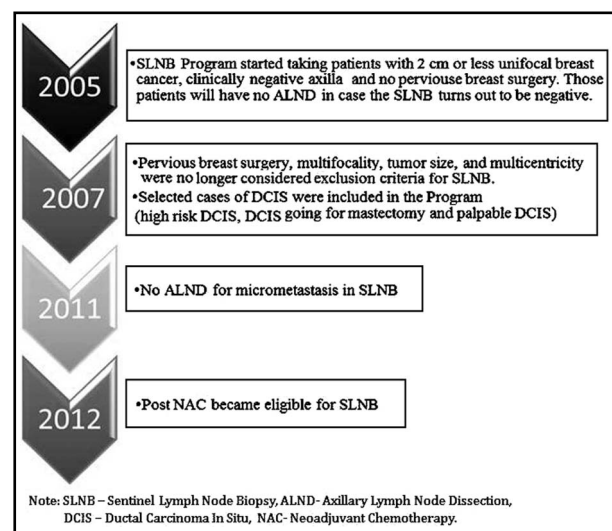 2005
•SLNB Program started taking patients with 2 cm or less unifocal breast
cancer, clinically negative axilla and no perviouse breast surgery. Those
patients will have no ALND in case the SLNB turns out to be negative.
2007
•Pervious breast surgery, multifocality, tumor size, and multicentricity
were no longer considered exclusion criteria for SLNB.
•Selected cases of DCIS were included in the Program
(high risk DCIS, DCIS going for mastectomy and palpable DCIS)
2011
•No ALND for micrometastasis in SLNB
2012
•Post NAC became eligible for SLNB
Note: SLNB – Sentinel Lymph Node Biopsy, ALND- Axillary Lymph Node Dissection,
DCIS – Ductal Carcinoma In Situ, NAC- Neoadjuvant Chemotherapy.